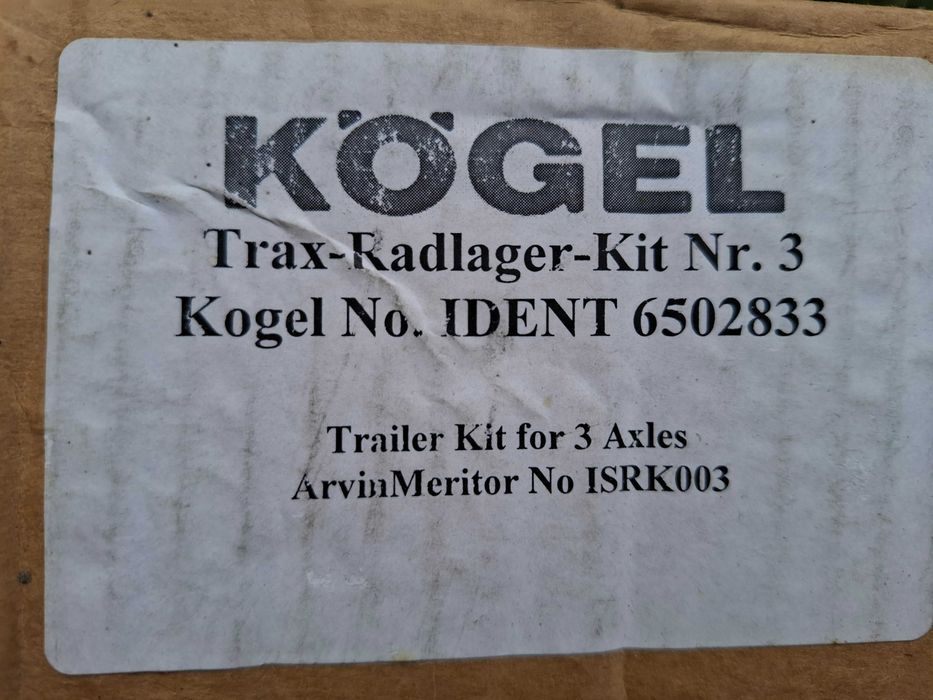 KÖGEL
Trax-Radlager-Kit Nr. 3
Kogel No. IDENT 6502833
Trailer Kit for 3 Axles
ArvinMeritor No ISRK003